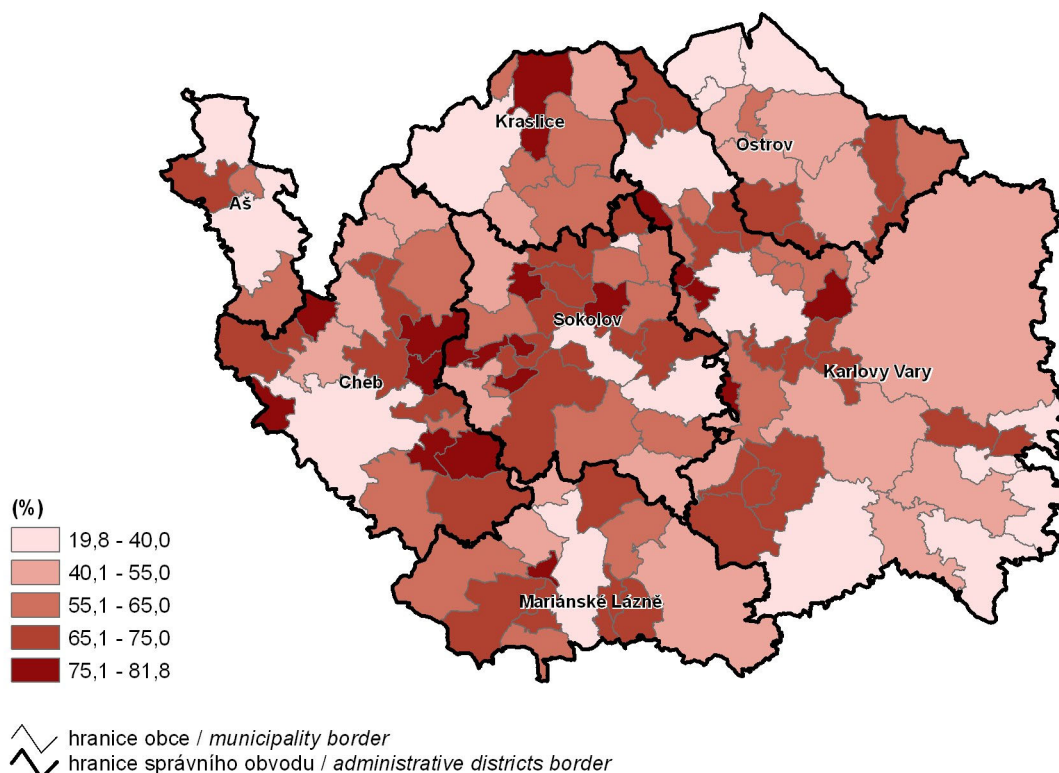 Kraslice
Ostrov
Aš
Sokolov
Cheb
Karlovy Vary
Mariánské Lázně
(%)
19,8 - 40,0
40,1 - 55,0
55,1 - 65,0
65,1 - 75,0
75,1 - 81,8
hranice obce / municipality border
hranice správního obvodu / administrative districts border